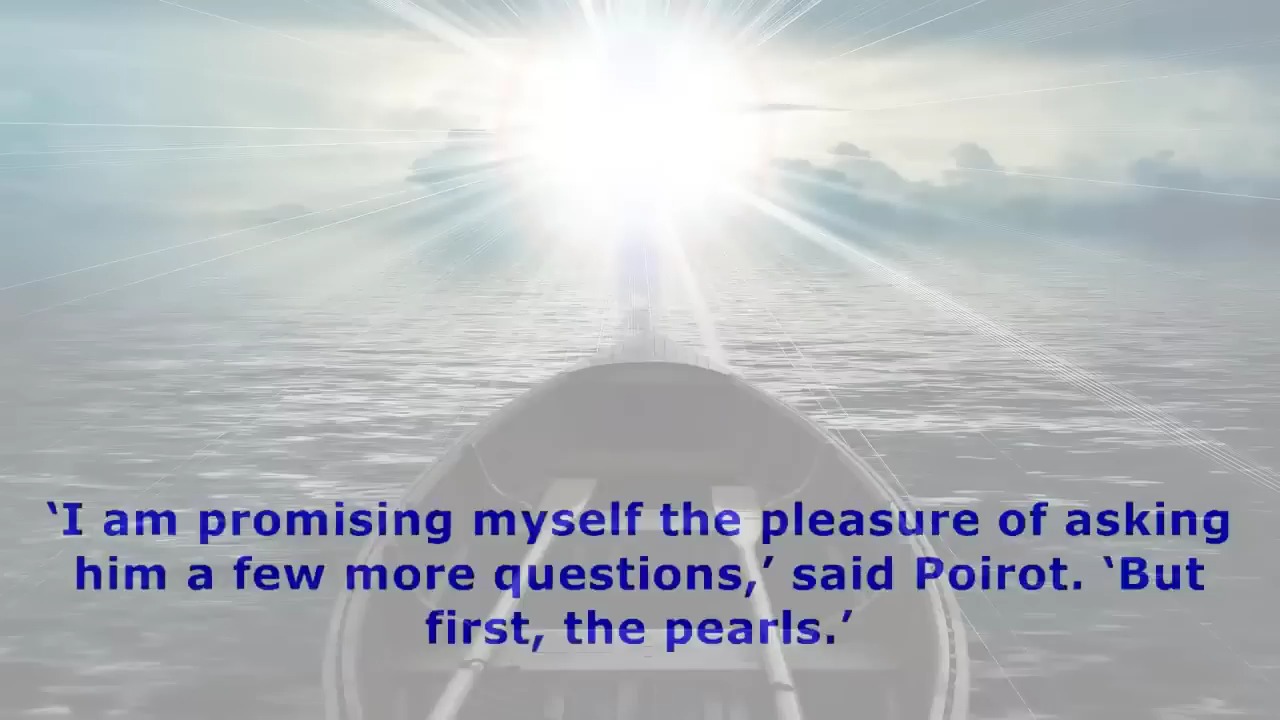 ‘I am promising myself the pleasure of asking
him a few more questions,’ said Poirot. ‘But
first, the pearls.’